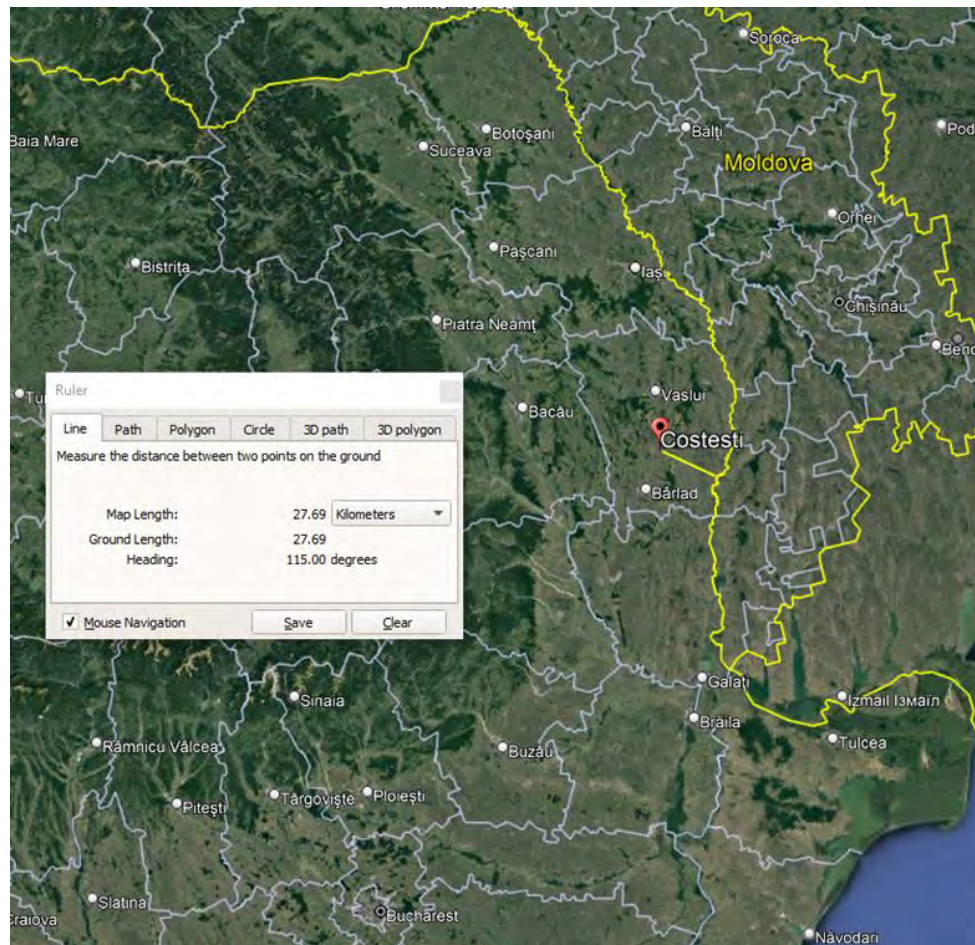 Soroca
Botoşani
Bălţi
Pod
Baia Mare
Suceava
Moldova
Orhei
Paşcani
Bistriţa
Iaşi
Chişinău
Piatra Neamţ
Bend
Ruler
Tur
Vaslui
Bacău
Line
Path
Polygon
Circle
3D path
3D polygon
Costesti
Measure the distance between two points on the ground
Bârlad
Map Length:
27.69
Kilometers
Ground Length:
27.69
Heading:
115.00 degrees
Mouse Navigation
Save
Clear
Galaţi
Sinaia
Izmail Ізмаїл
Brăila
Râmnicu Vâlcea
Buzău
Tulcea
Piteşti
Târgovişte
Ploieşti
Slatina
Craiova
Bucharest
Năvodari